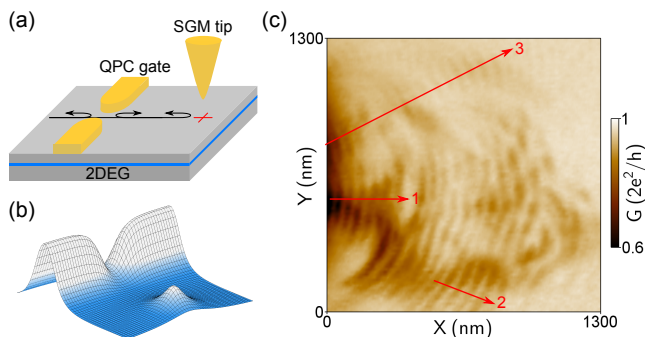 (a)
SGM tip
QPC gate
2DEG
(b)
(c)
1300
3
1
2
Y (nm)
0
0
X (nm)
1300
1
G (2e²/h)
0.6